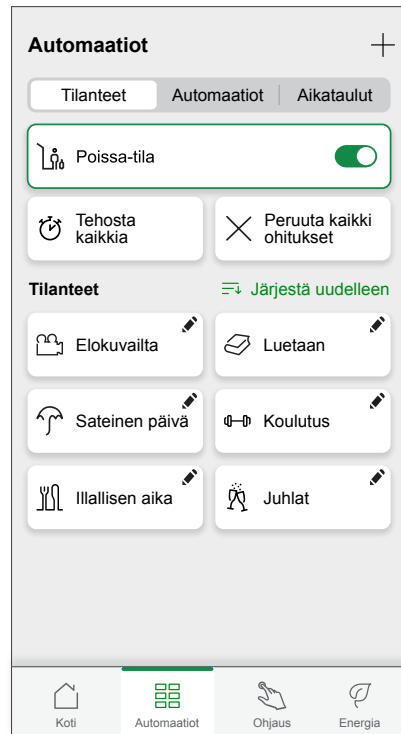 Automaatiot
Tilanteet Automaatiot Aikataulut
Poissa-tila
Tehosta
kaikkia
Peruuta kaikki
ohitukset
Tilanteet Järjestä uudelleen
Elokuvailta Luetaan
Sateinen päivä Koulutus
Illallisen aika Juhlat
Koti Automaatiot Ohjaus Energia